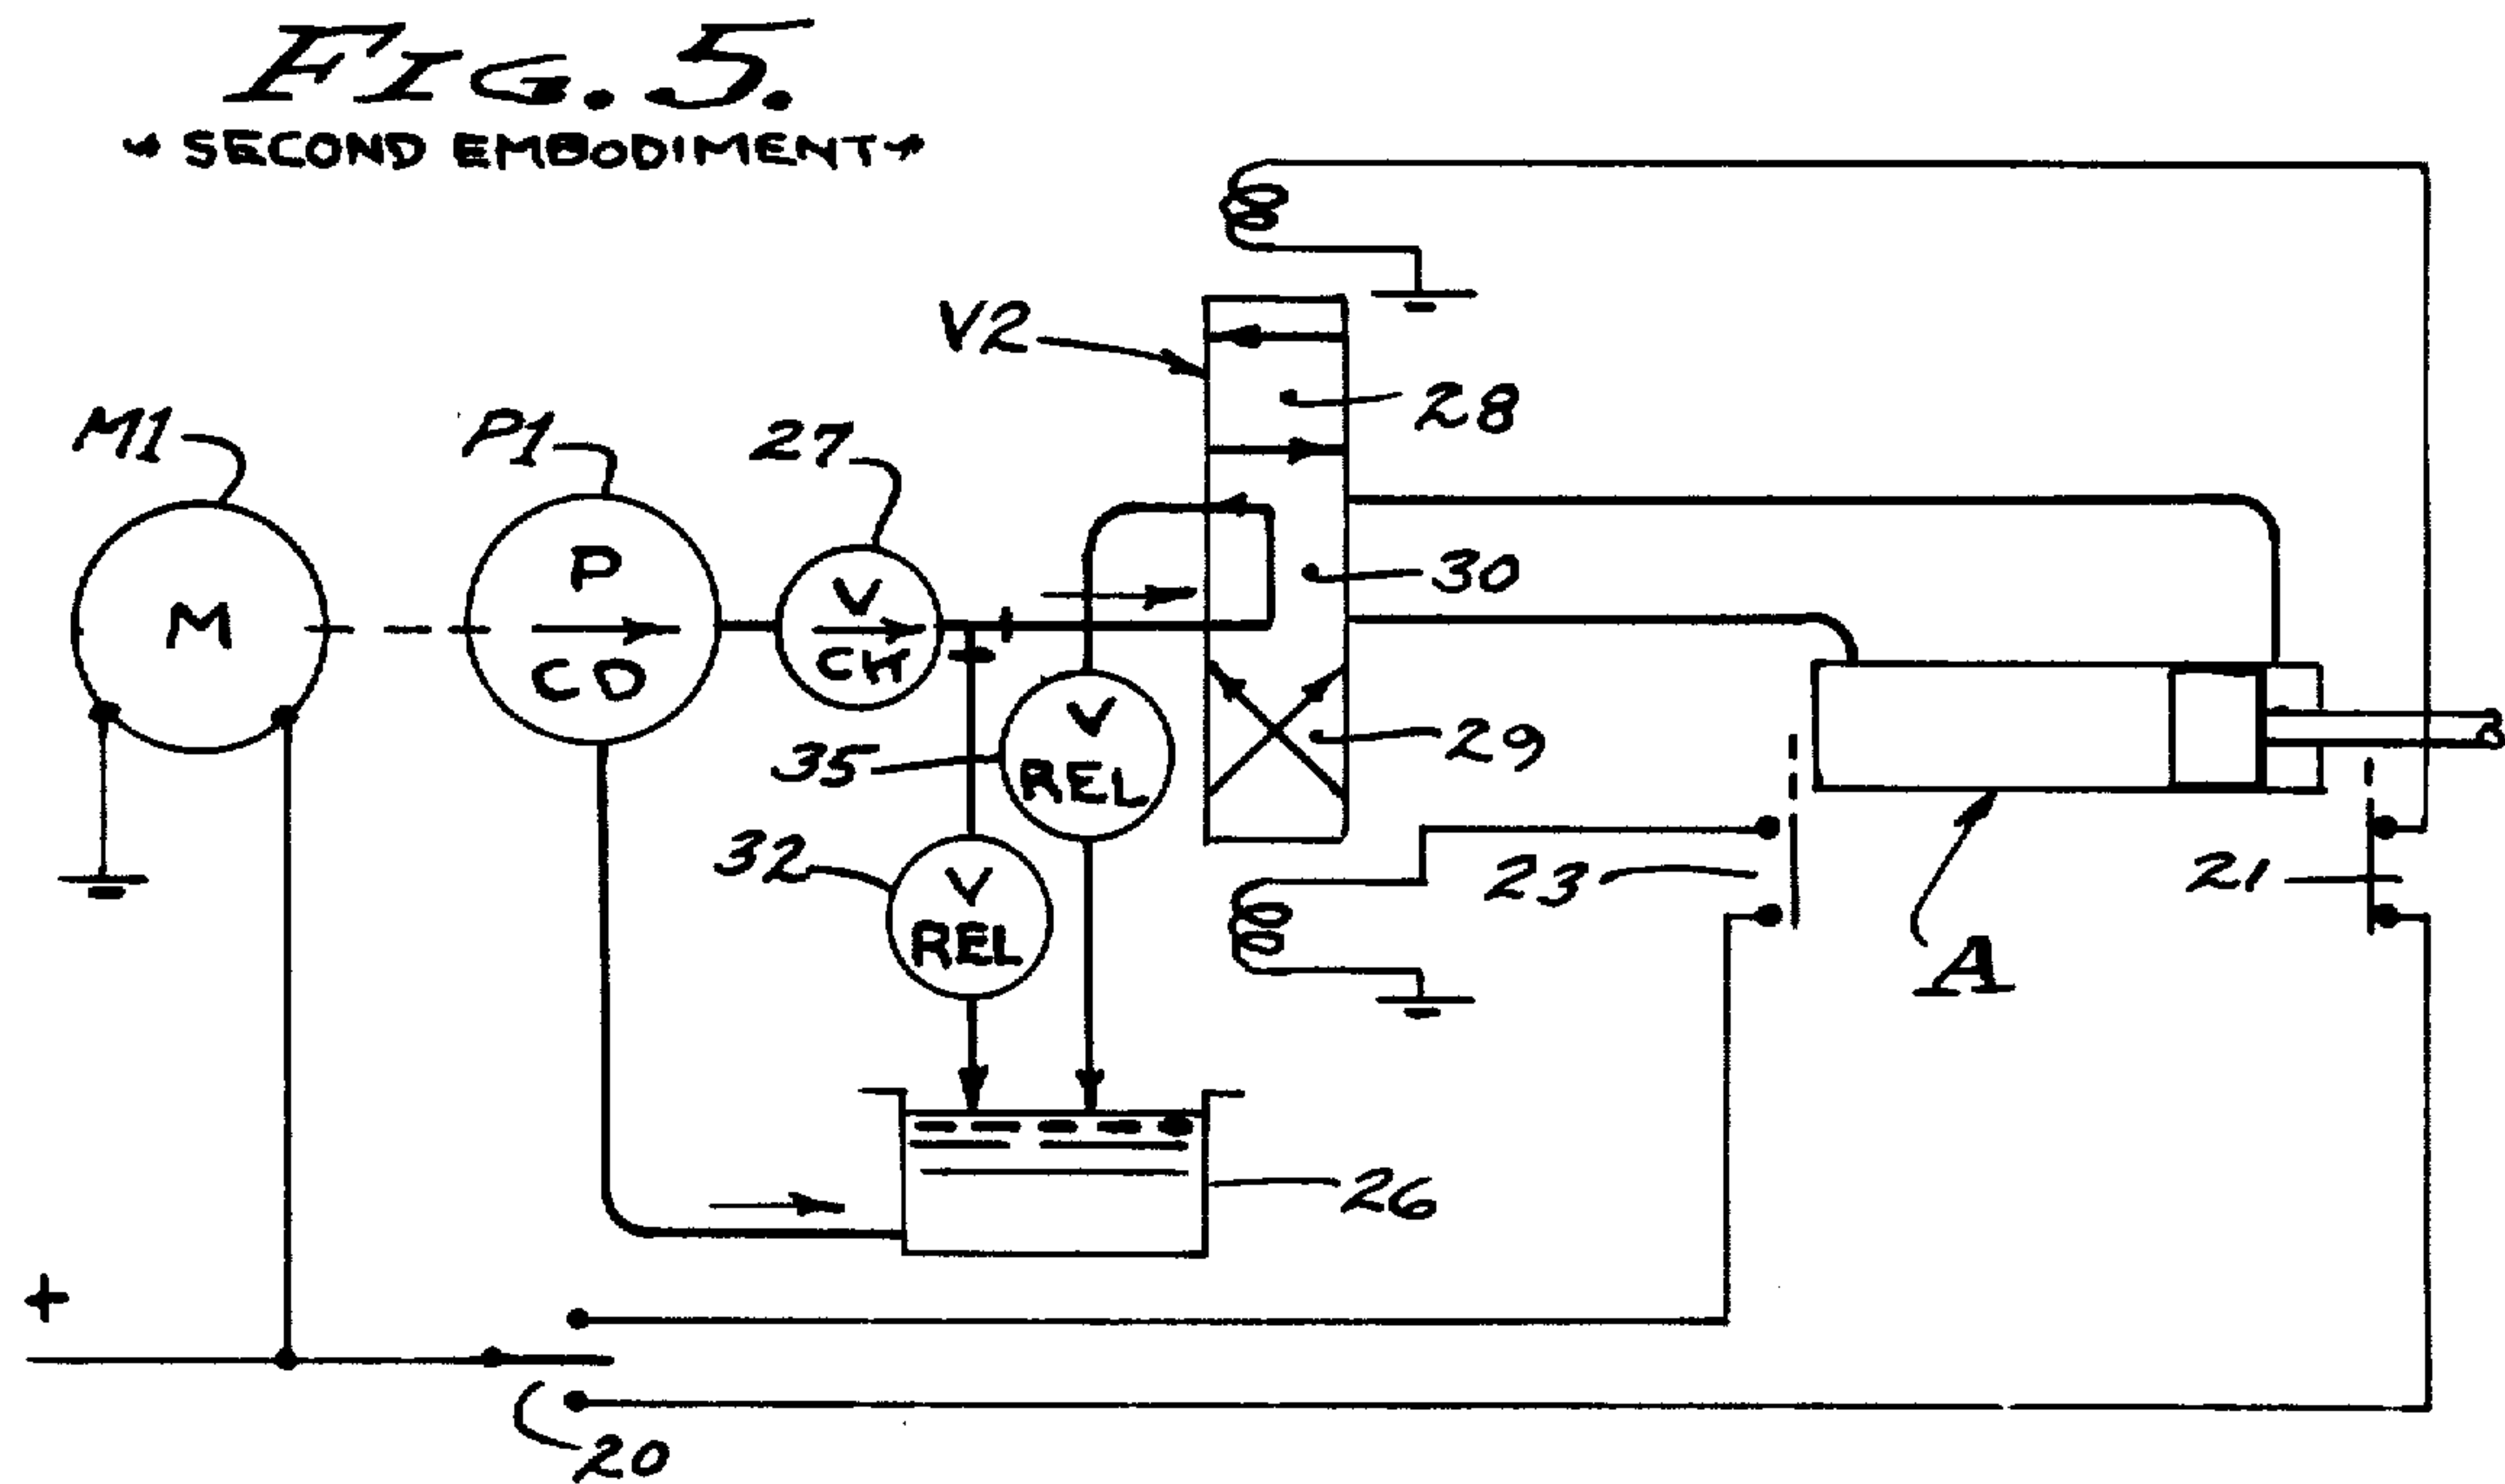 FIG. 5.
SECOND EMBODIMENT
V2
28
M1
P1
27
30
M
P
CD
V
CK
V
REL
29
35
32
V
REL
23
21
A
26
+
20